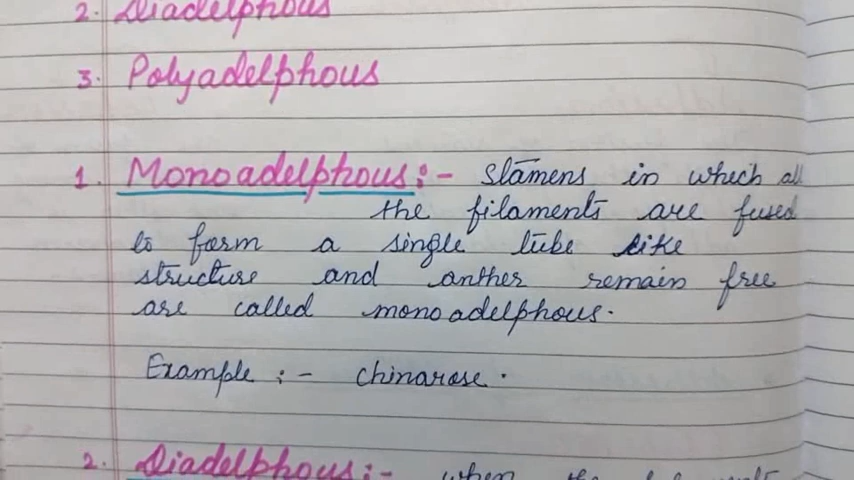 2. Diadelphous
3. Polyadelphous
1. Monoadelphous :- Stamens in which all
the filaments are fused
to form a single tube like
structure and anther remain free
are called monoadelphous.
Example :- Chinarose.
2. Diadelphous :- when the filaments